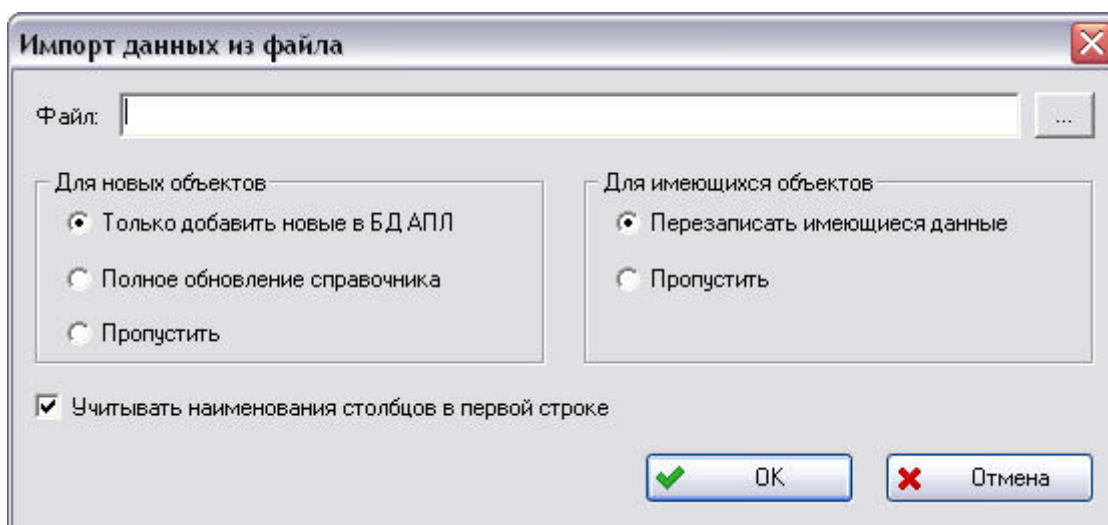 Импорт данных из файла
Файл:
...
Для новых объектов
Только добавить новые в БД АПЛ
Полное обновление справочника
Пропустить
Для имеющихся объектов
Перезаписать имеющиеся данные
Пропустить
Учитывать наименования столбцов в первой строке
OK
Отмена